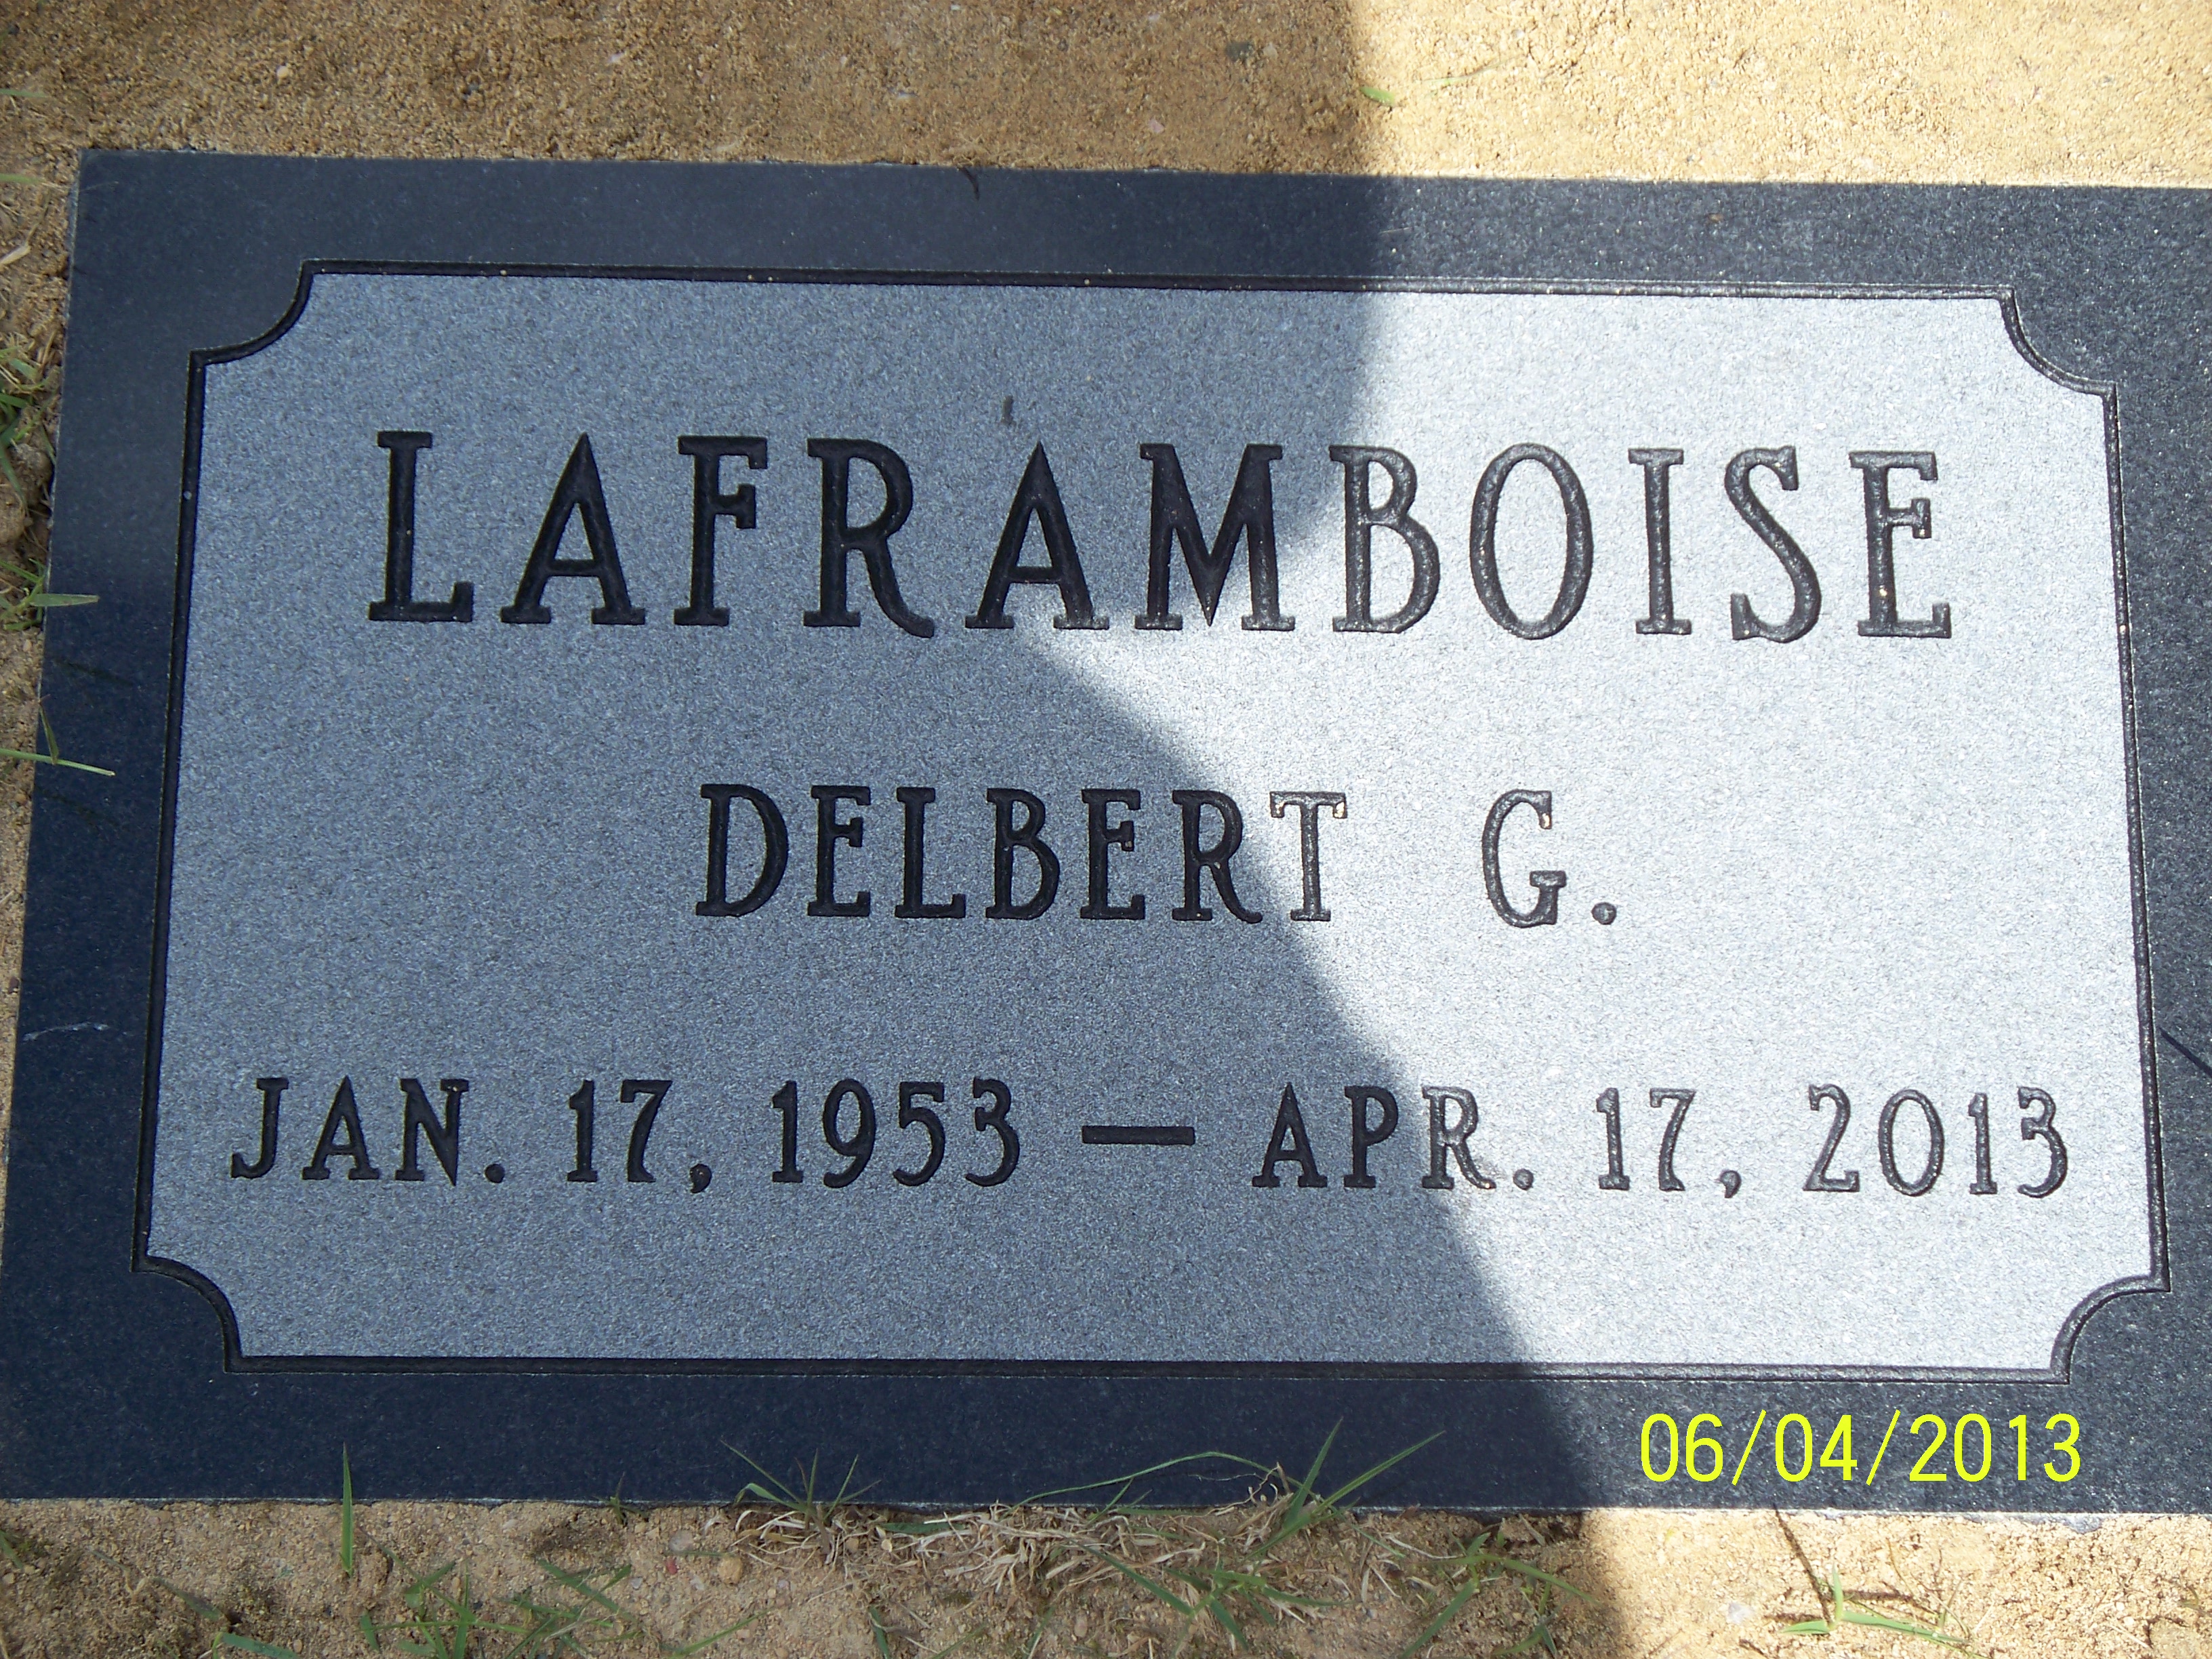 LAFRAMBOISE
DELBERT G.
JAN. 17, 1953 — APR. 17, 2013
06/04/2013